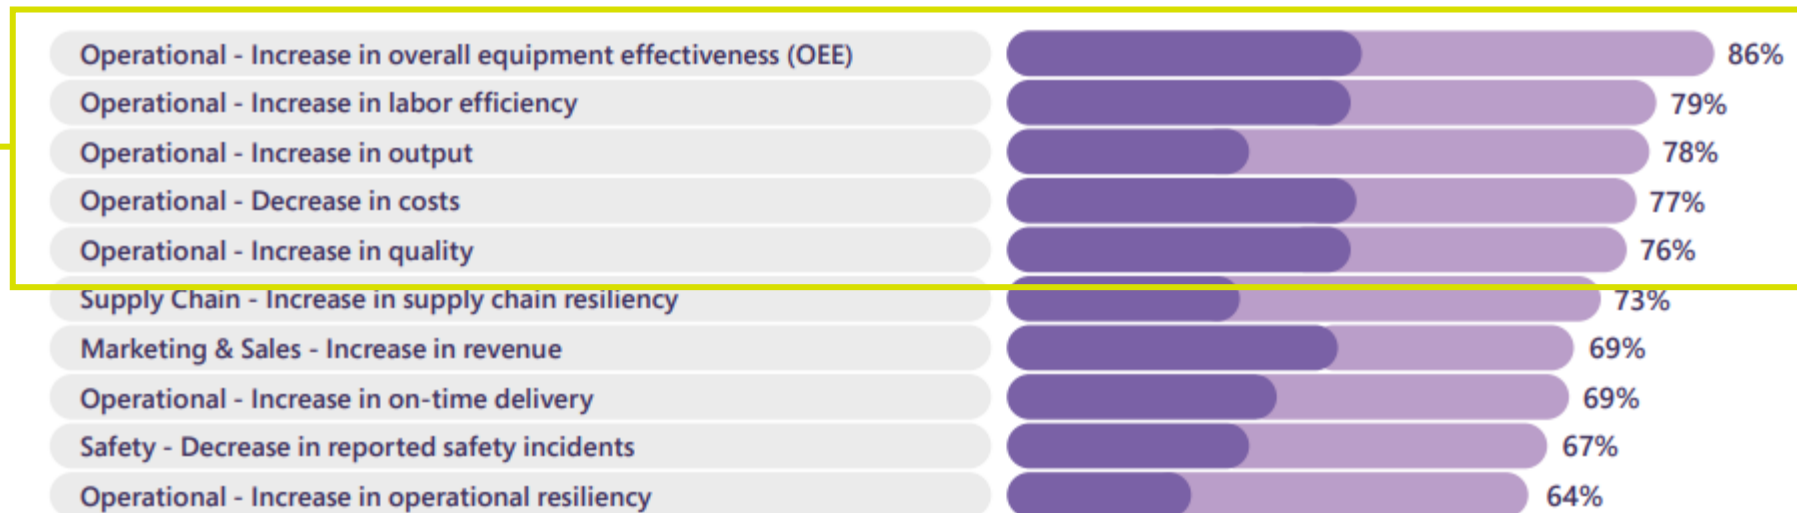 Operational - Increase in overall equipment effectiveness (OEE) 86%
Operational - Increase in labor efficiency 79%
Operational - Increase in output 78%
Operational - Decrease in costs 77%
Operational - Increase in quality 76%
Supply Chain - Increase in supply chain resiliency 73%
Marketing & Sales - Increase in revenue 69%
Operational - Increase in on-time delivery 69%
Safety - Decrease in reported safety incidents 67%
Operational - Increase in operational resiliency 64%